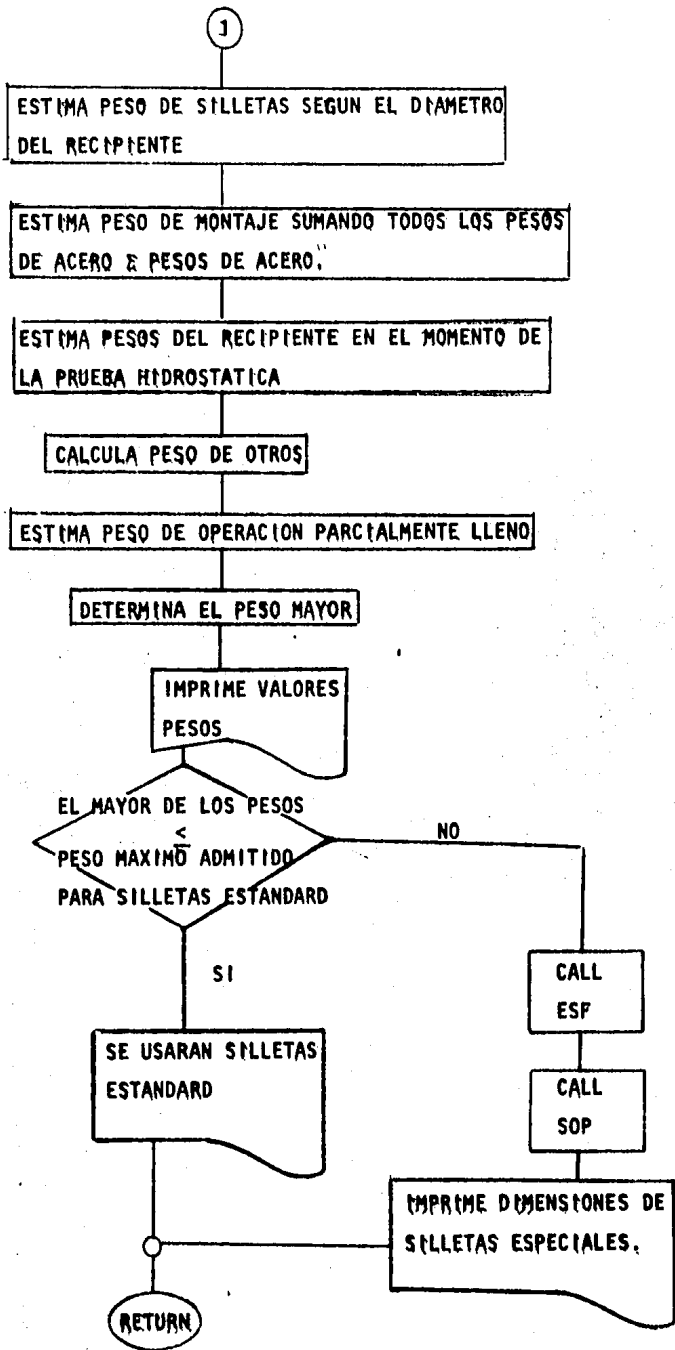 1
ESTIMA PESO DE SILLETAS SEGUN EL DIAMETRO
DEL RECIPIENTE
ESTIMA PESO DE MONTAJE SUMANDO TODOS LOS PESOS
DE ACERO Σ PESOS DE ACERO."
ESTIMA PESOS DEL RECIPIENTE EN EL MOMENTO DE
LA PRUEBA HIDROSTATICA
CALCULA PESO DE OTROS
ESTIMA PESO DE OPERACION PARCIALMENTE LLENO
DETERMINA EL PESO MAYOR
IMPRIME VALORES
PESOS
EL MAYOR DE LOS PESOS
≤
PESO MAXIMO ADMITIDO
PARA SILLETAS ESTANDARD
NO
SI
CALL
ESF
SE USARAN SILLETAS
ESTANDARD
CALL
SOP
IMPRIME DIMENSIONES DE
SILLETAS ESPECIALES.
RETURN